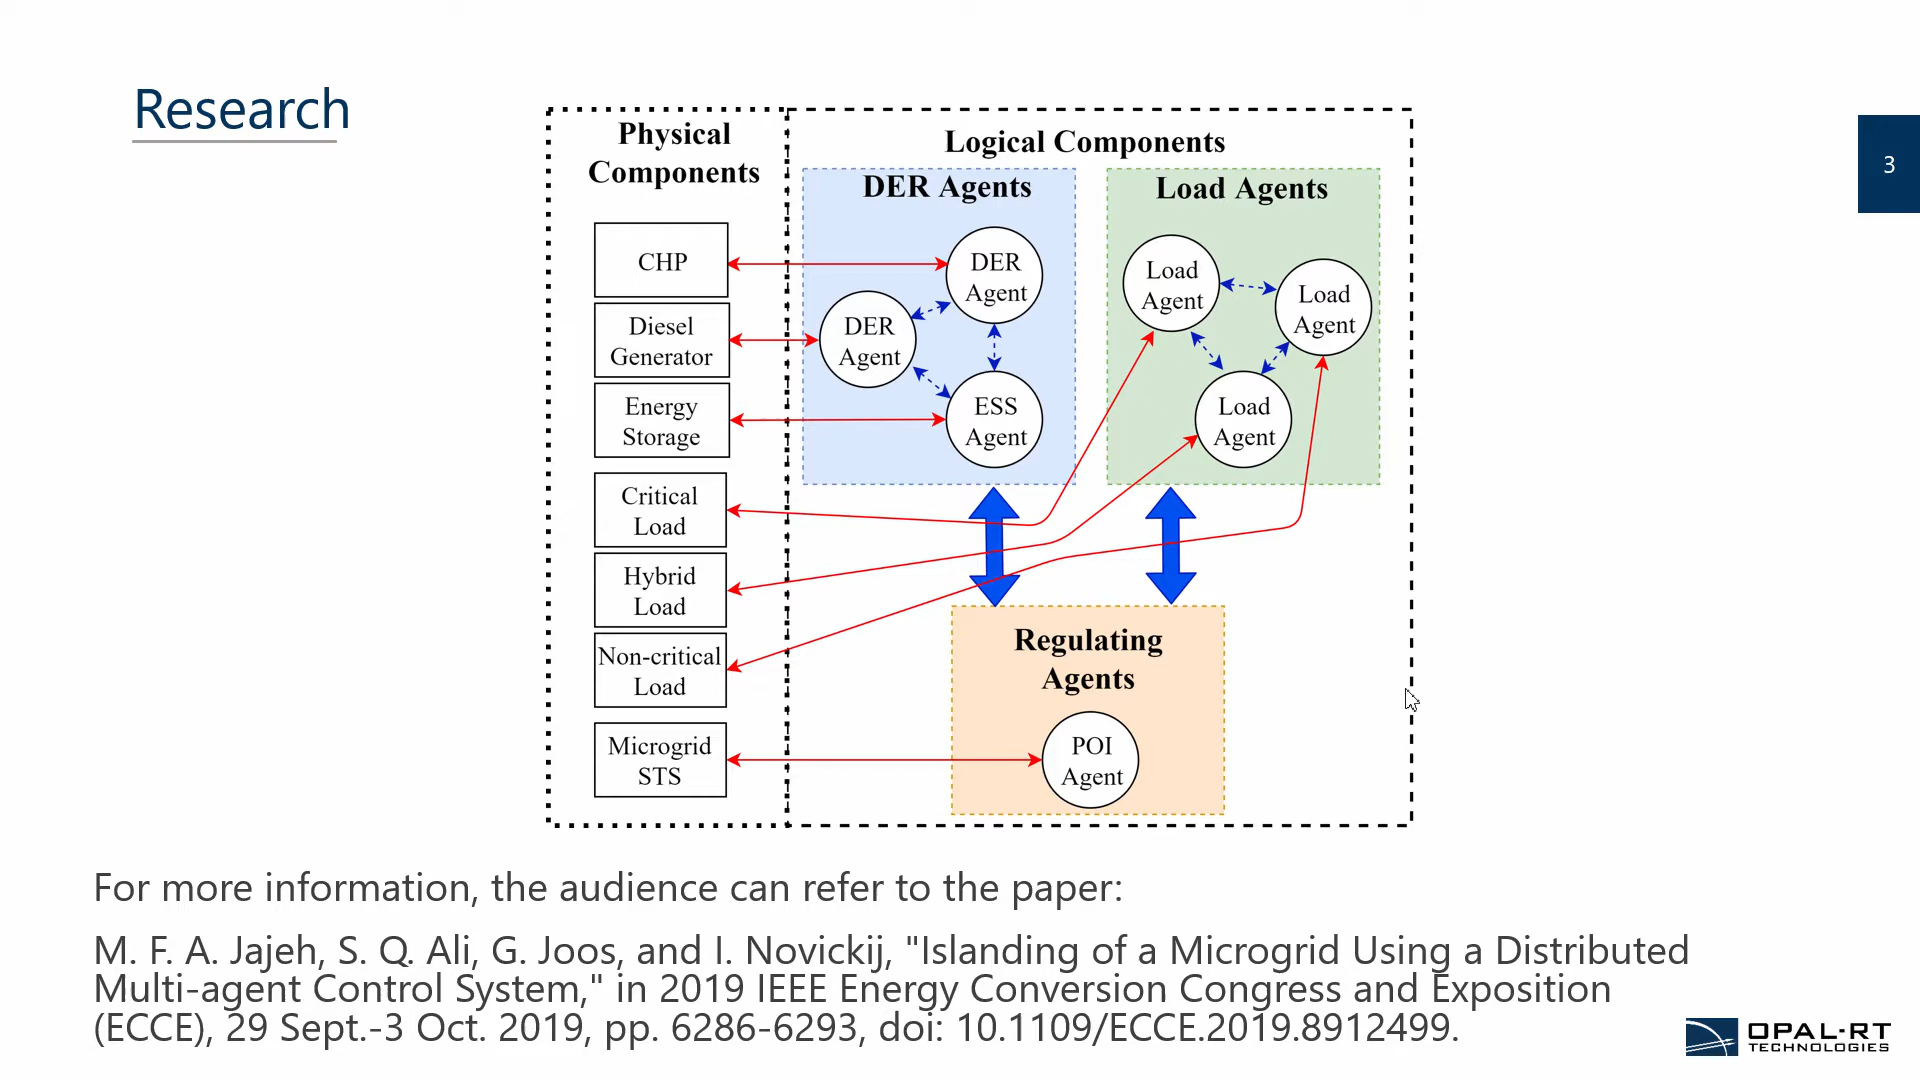 Research
3
Physical
Components
CHP
Diesel
Generator
Energy
Storage
Critical
Load
Hybrid
Load
Non-critical
Load
Microgrid
STS
Logical Components
DER Agents
DER
Agent
DER
Agent
ESS
Agent
Load Agents
Load
Agent
Load
Agent
Load
Agent
Regulating
Agents
POI
Agent
For more information, the audience can refer to the paper:
M. F. A. Jajeh, S. Q. Ali, G. Joos, and I. Novickij, "Islanding of a Microgrid Using a Distributed
Multi-agent Control System," in 2019 IEEE Energy Conversion Congress and Exposition
(ECCE), 29 Sept.-3 Oct. 2019, pp. 6286-6293, doi: 10.1109/ECCE.2019.8912499.
OPAL-RT
TECHNOLOGIES